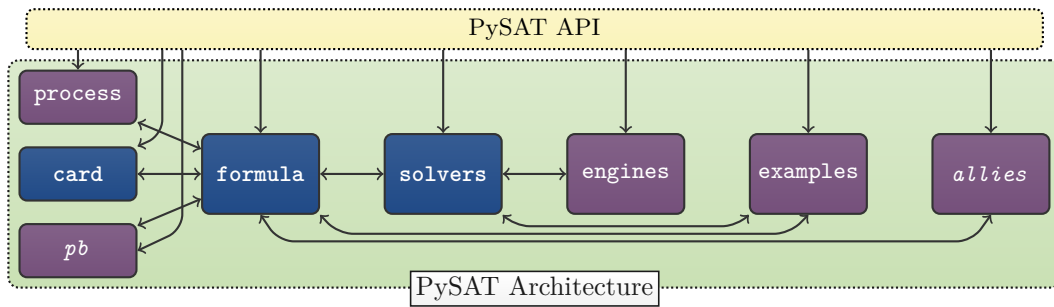 PySAT API
process
card
pb
formula
solvers
engines
examples
allies
PySAT Architecture